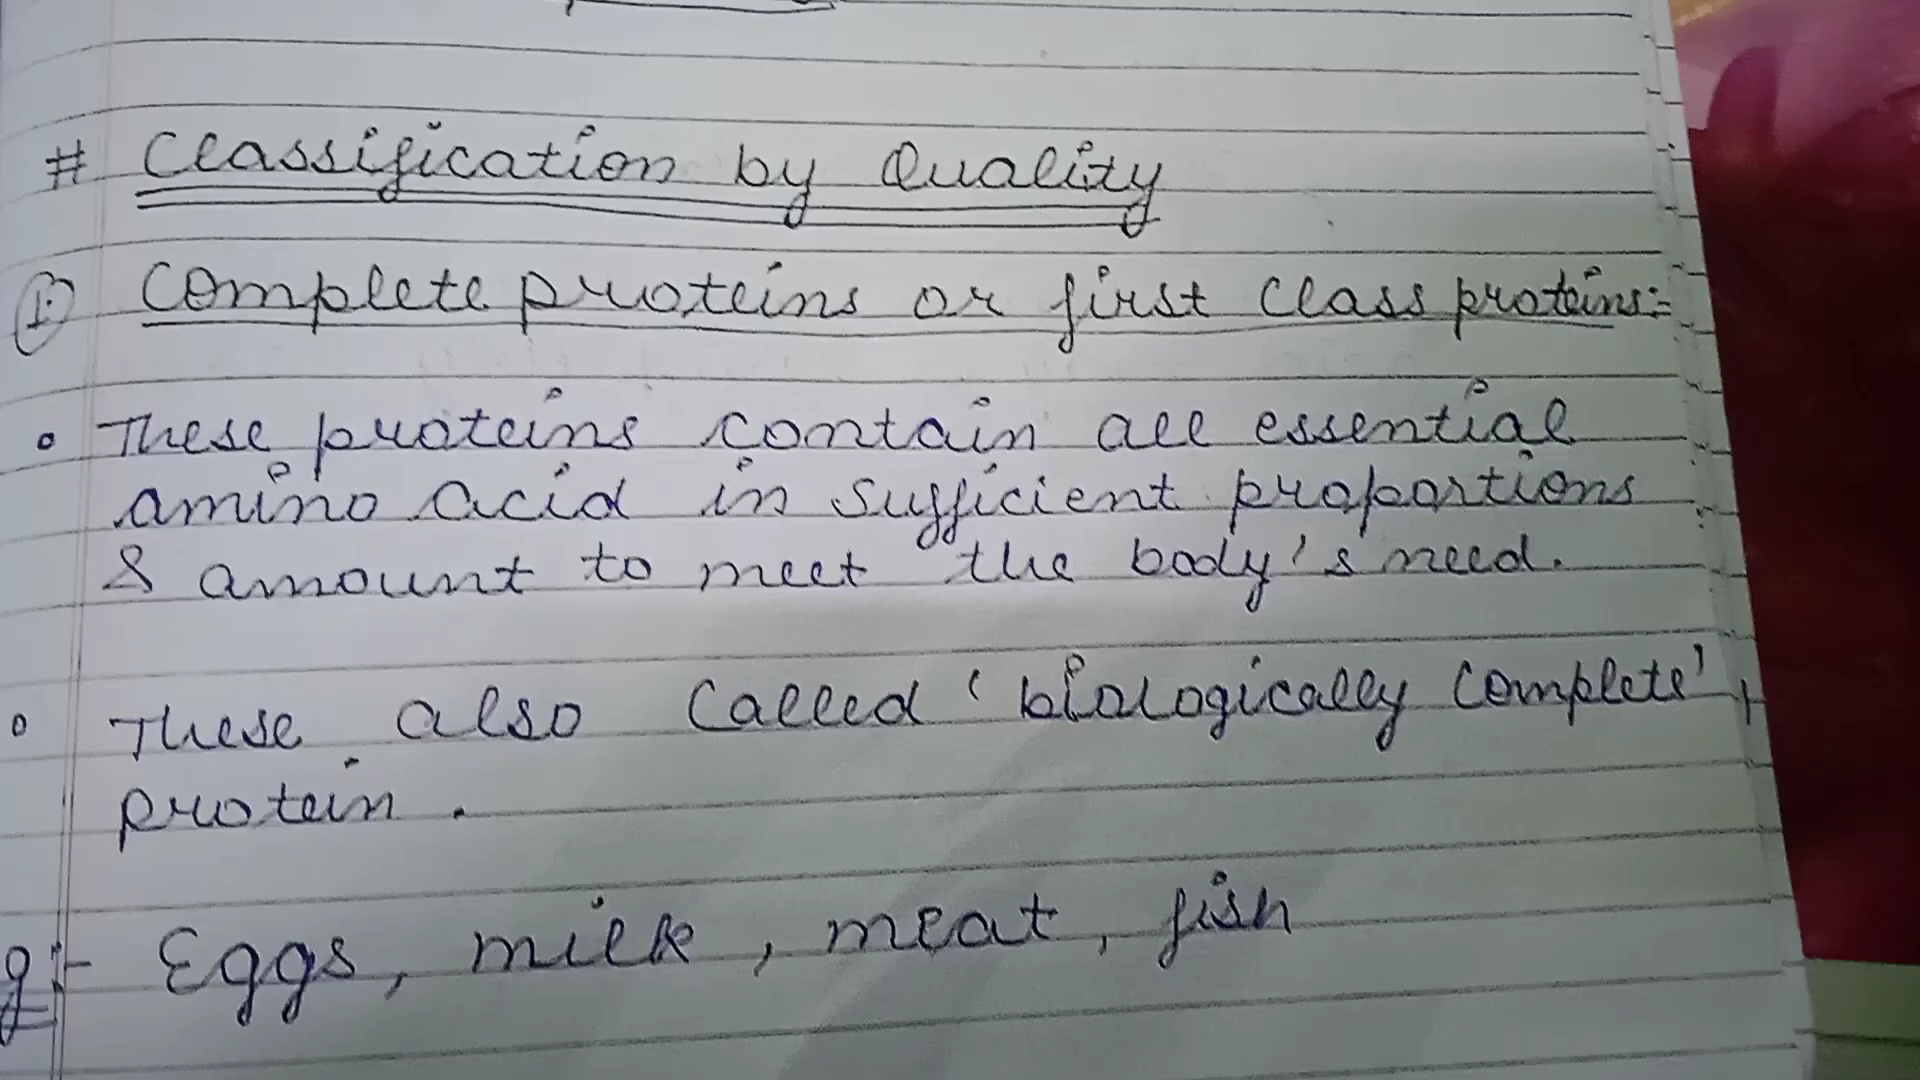 # Classification by Quality
① Complete proteins or first class proteins:-
• These proteins contain all essential
amino acid in sufficient proportions
& amount to meet the body's need.
• These also called 'biologically complete'
protein.
g:- Eggs, milk, meat, fish